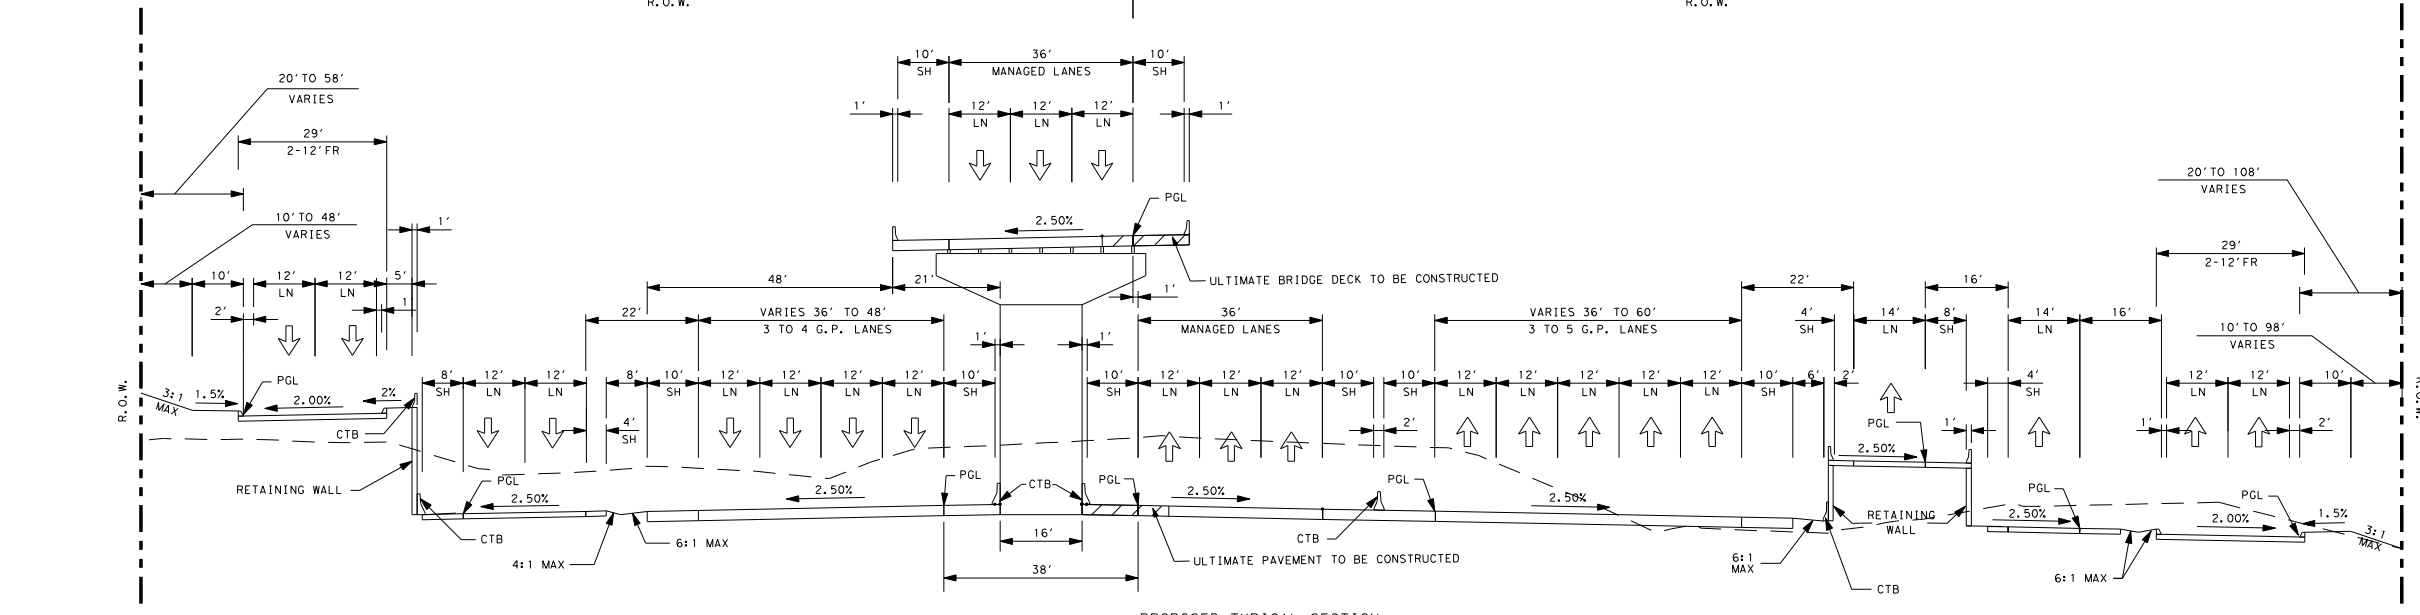 R.O.W.
R.O.W.
10' 36' 10'
SH MANAGED LANES SH
20' TO 58'
VARIES
1' 12' 12' 12' 1'
LN LN LN
29'
2-12'FR
20' TO 108'
VARIES
PGL
10' TO 48'
VARIES
1'
2.50%
29'
2-12'FR
ULTIMATE BRIDGE DECK TO BE CONSTRUCTED
10' 12' 12' 5'
LN LN
48' 21' 1'
22' 16'
2' 1'
22' VARIES 36' TO 48'
3 TO 4 G.P. LANES
36'
MANAGED LANES
VARIES 36' TO 60'
3 TO 5 G.P. LANES
4' 14' 8' 14' 16'
SH LN SH LN
10' TO 98'
VARIES
1' 1'
8' 12' 12' 8' 10' 12' 12' 12' 12' 10'
SH LN LN SH LN LN LN LN SH
10' 12' 12' 12' 10' 10' 12' 12' 12' 12' 12' 10' 6' 2'
SH LN LN LN SH SH LN LN LN LN LN SH
4' 12' 12' 10'
SH LN LN
R.O.W.
3:1
MAX
1.5%
PGL
2.00%
2%
CTB
4'
SH
2'
PGL
1'
1' 2'
2.50%
RETAINING WALL
PGL
2.50%
2.50%
PGL
CTB
PGL
2.50%
PGL
2.50%
PGL
PGL
RETAINING
WALL
2.50%
2.00%
1.5%
3:1
MAX
CTB
6:1 MAX
4:1 MAX
16'
CTB
ULTIMATE PAVEMENT TO BE CONSTRUCTED
38'
6:1
MAX
CTB
6:1 MAX
PROPOSED TYPICAL SECTION